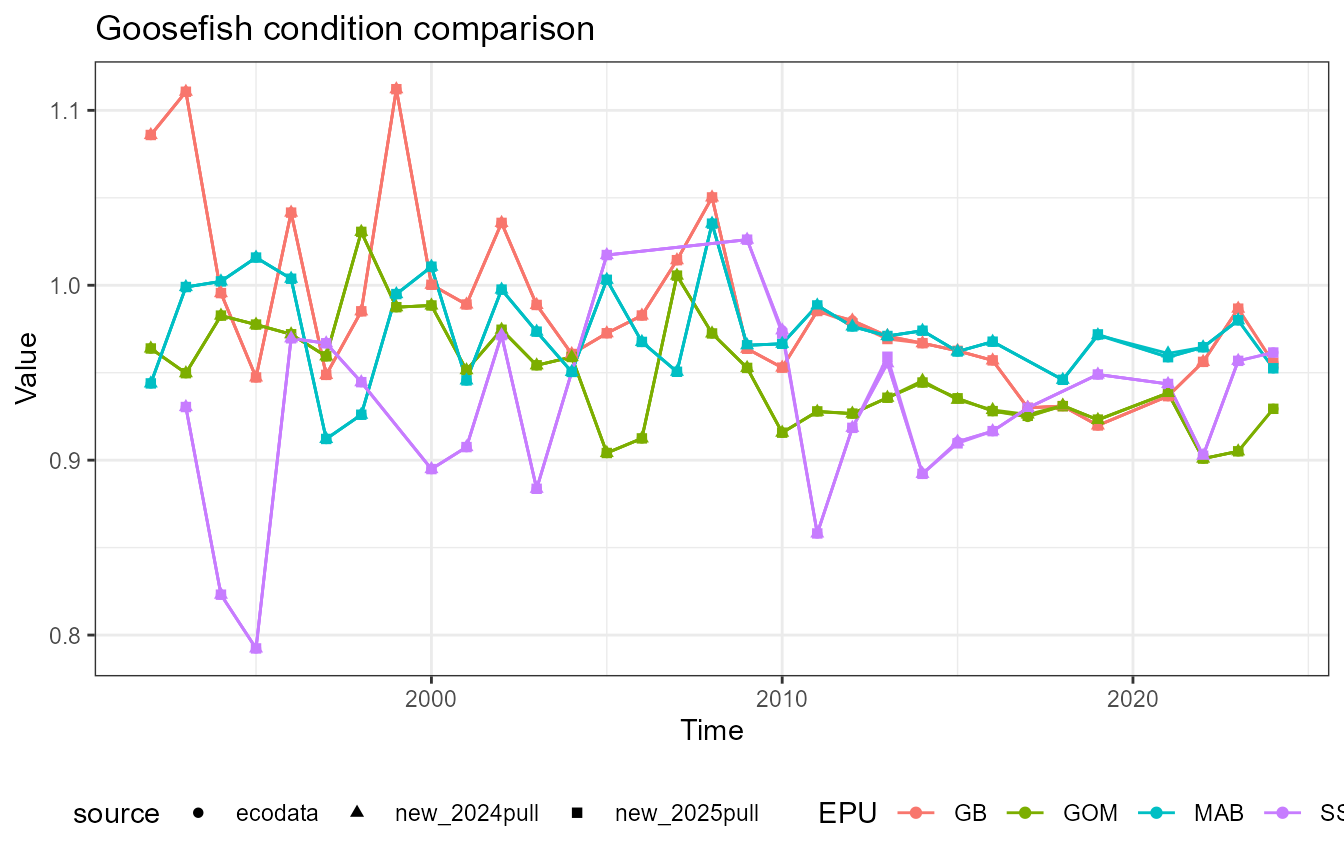 Goosefish condition comparison
1.1
1.0
0.9
0.8
Value
2000 2010 2020
Time
source ecodata new_2024pull new_2025pull EPU GB GOM MAB